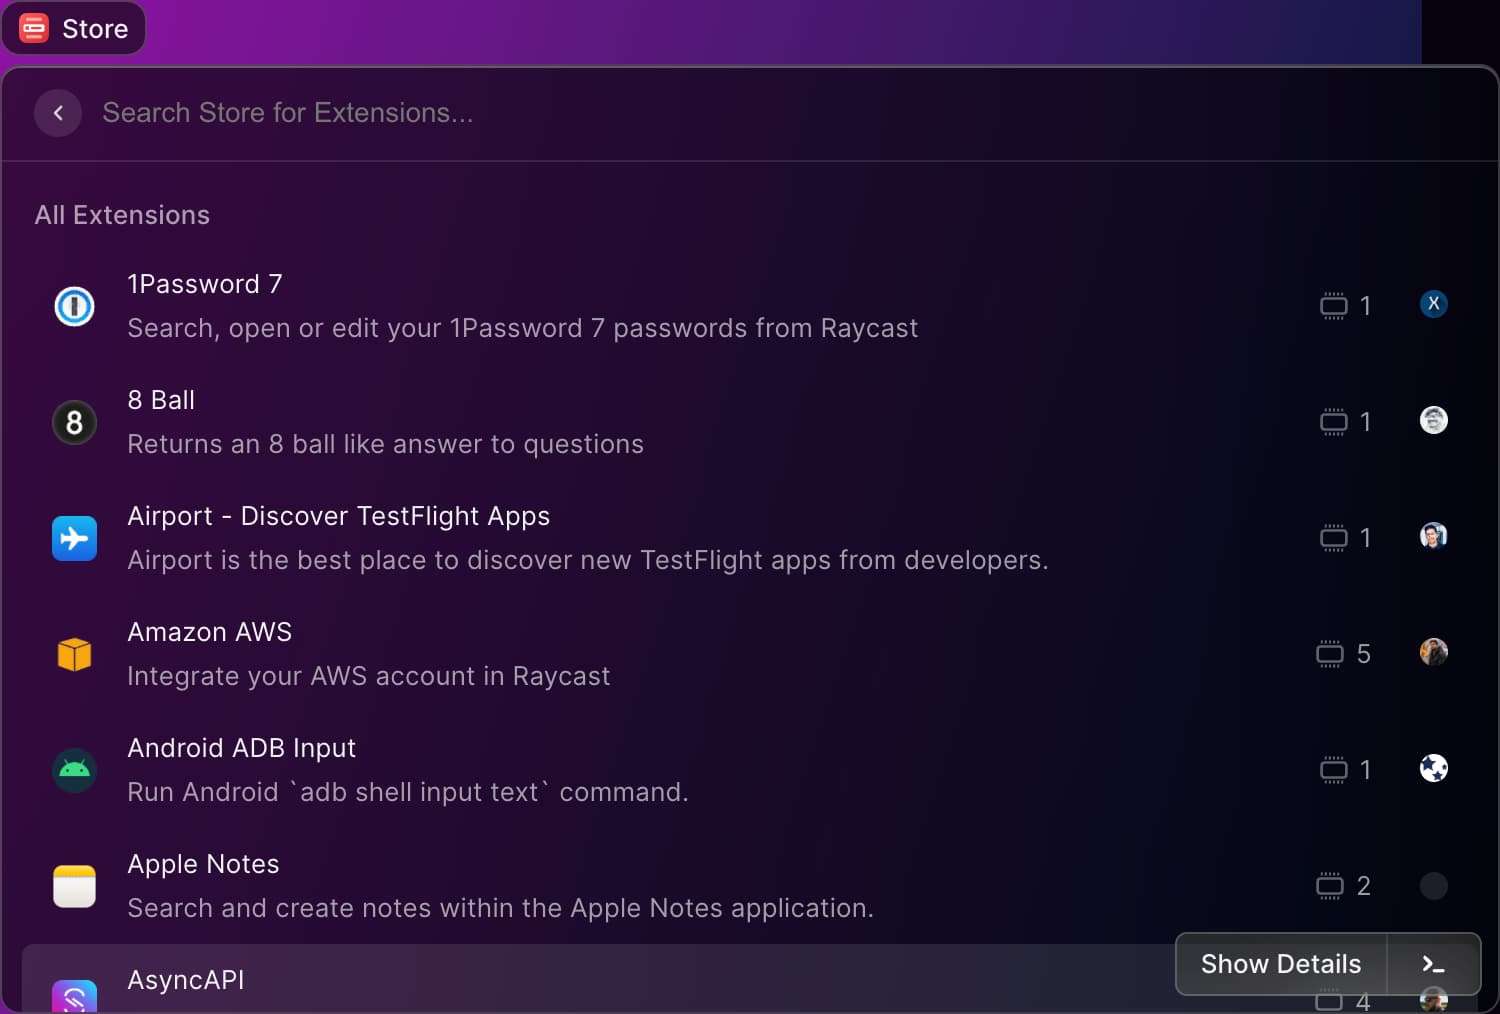 Store
Search Store for Extensions...
All Extensions
1Password 7
Search, open or edit your 1Password 7 passwords from Raycast
1
X
8 Ball
8
Returns an 8 ball like answer to questions
1
Airport - Discover TestFlight Apps
Airport is the best place to discover new TestFlight apps from developers.
1
Amazon AWS
Integrate your AWS account in Raycast
5
Android ADB Input
Run Android `adb shell input text` command.
1
Apple Notes
Search and create notes within the Apple Notes application.
2
AsyncAPI
Show Details
4